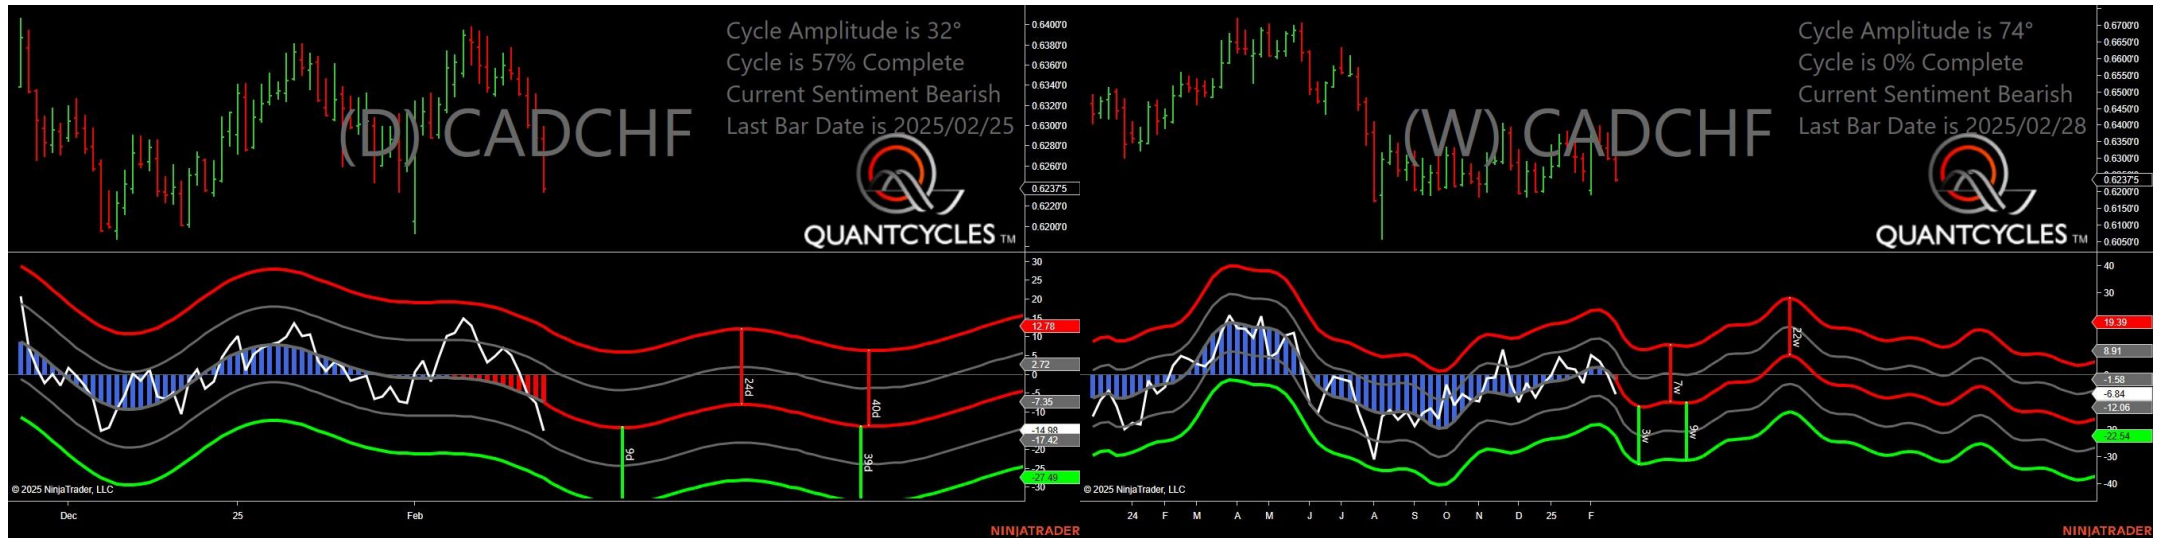 Cycle Amplitude is 32°
Cycle is 57% Complete
Current Sentiment Bearish
Last Bar Date is 2025/02/25
(D) CADCHF
QUANTCYCLES TM
0.6400'0
0.6380'0
0.6360'0
0.6340'0
0.6320'0
0.6300'0
0.6280'0
0.6260'0
0.6237'5
0.6220'0
0.6200'0
30
25
20
15
12.78
10
5
2.72
0
-5
-7.35
-10
-14.98
-17.42
-20
-25
-27.49
-30
24d
40d
9d
39d
© 2025 NinjaTrader, LLC
Dec 25 Feb
NINJATRADER
Cycle Amplitude is 74°
Cycle is 0% Complete
Current Sentiment Bearish
Last Bar Date is 2025/02/28
(W) CADCHF
QUANTCYCLES TM
0.6700'0
0.6650'0
0.6600'0
0.6550'0
0.6500'0
0.6450'0
0.6400'0
0.6350'0
0.6300'0
0.6237'5
0.6200'0
0.6150'0
0.6100'0
0.6050'0
40
30
19.39
8.91
-1.58
-6.84
-12.06
-22.54
-30
-40
22w
7w
3w
9w
© 2025 NinjaTrader, LLC
24 F M A M J J A S O N D 25 F
NINJATRADER